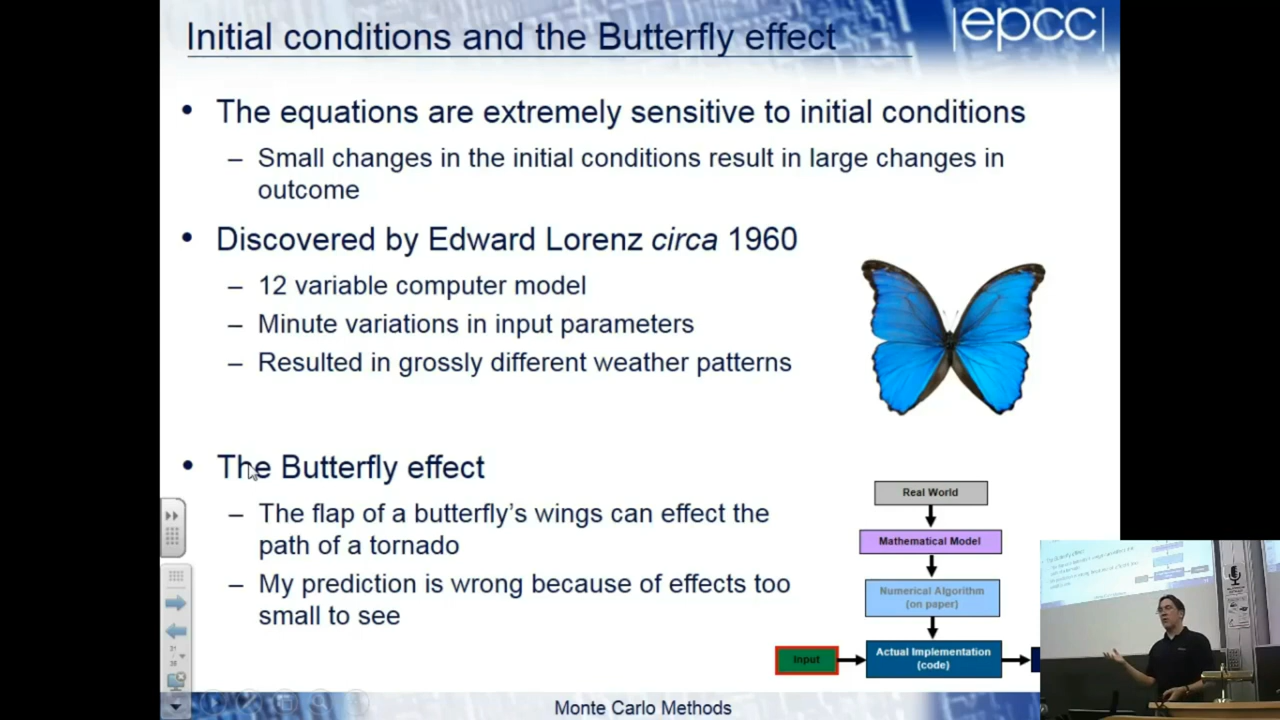 Initial conditions and the Butterfly effect
|epcc|
• The equations are extremely sensitive to initial conditions
– Small changes in the initial conditions result in large changes in
outcome
• Discovered by Edward Lorenz circa 1960
– 12 variable computer model
– Minute variations in input parameters
– Resulted in grossly different weather patterns
• The Butterfly effect
– The flap of a butterfly's wings can effect the
path of a tornado
– My prediction is wrong because of effects too
small to see
Real World
Mathematical Model
Numerical Algorithm
(on paper)
Input
Actual Implementation
(code)
31
/
38
Monte Carlo Methods